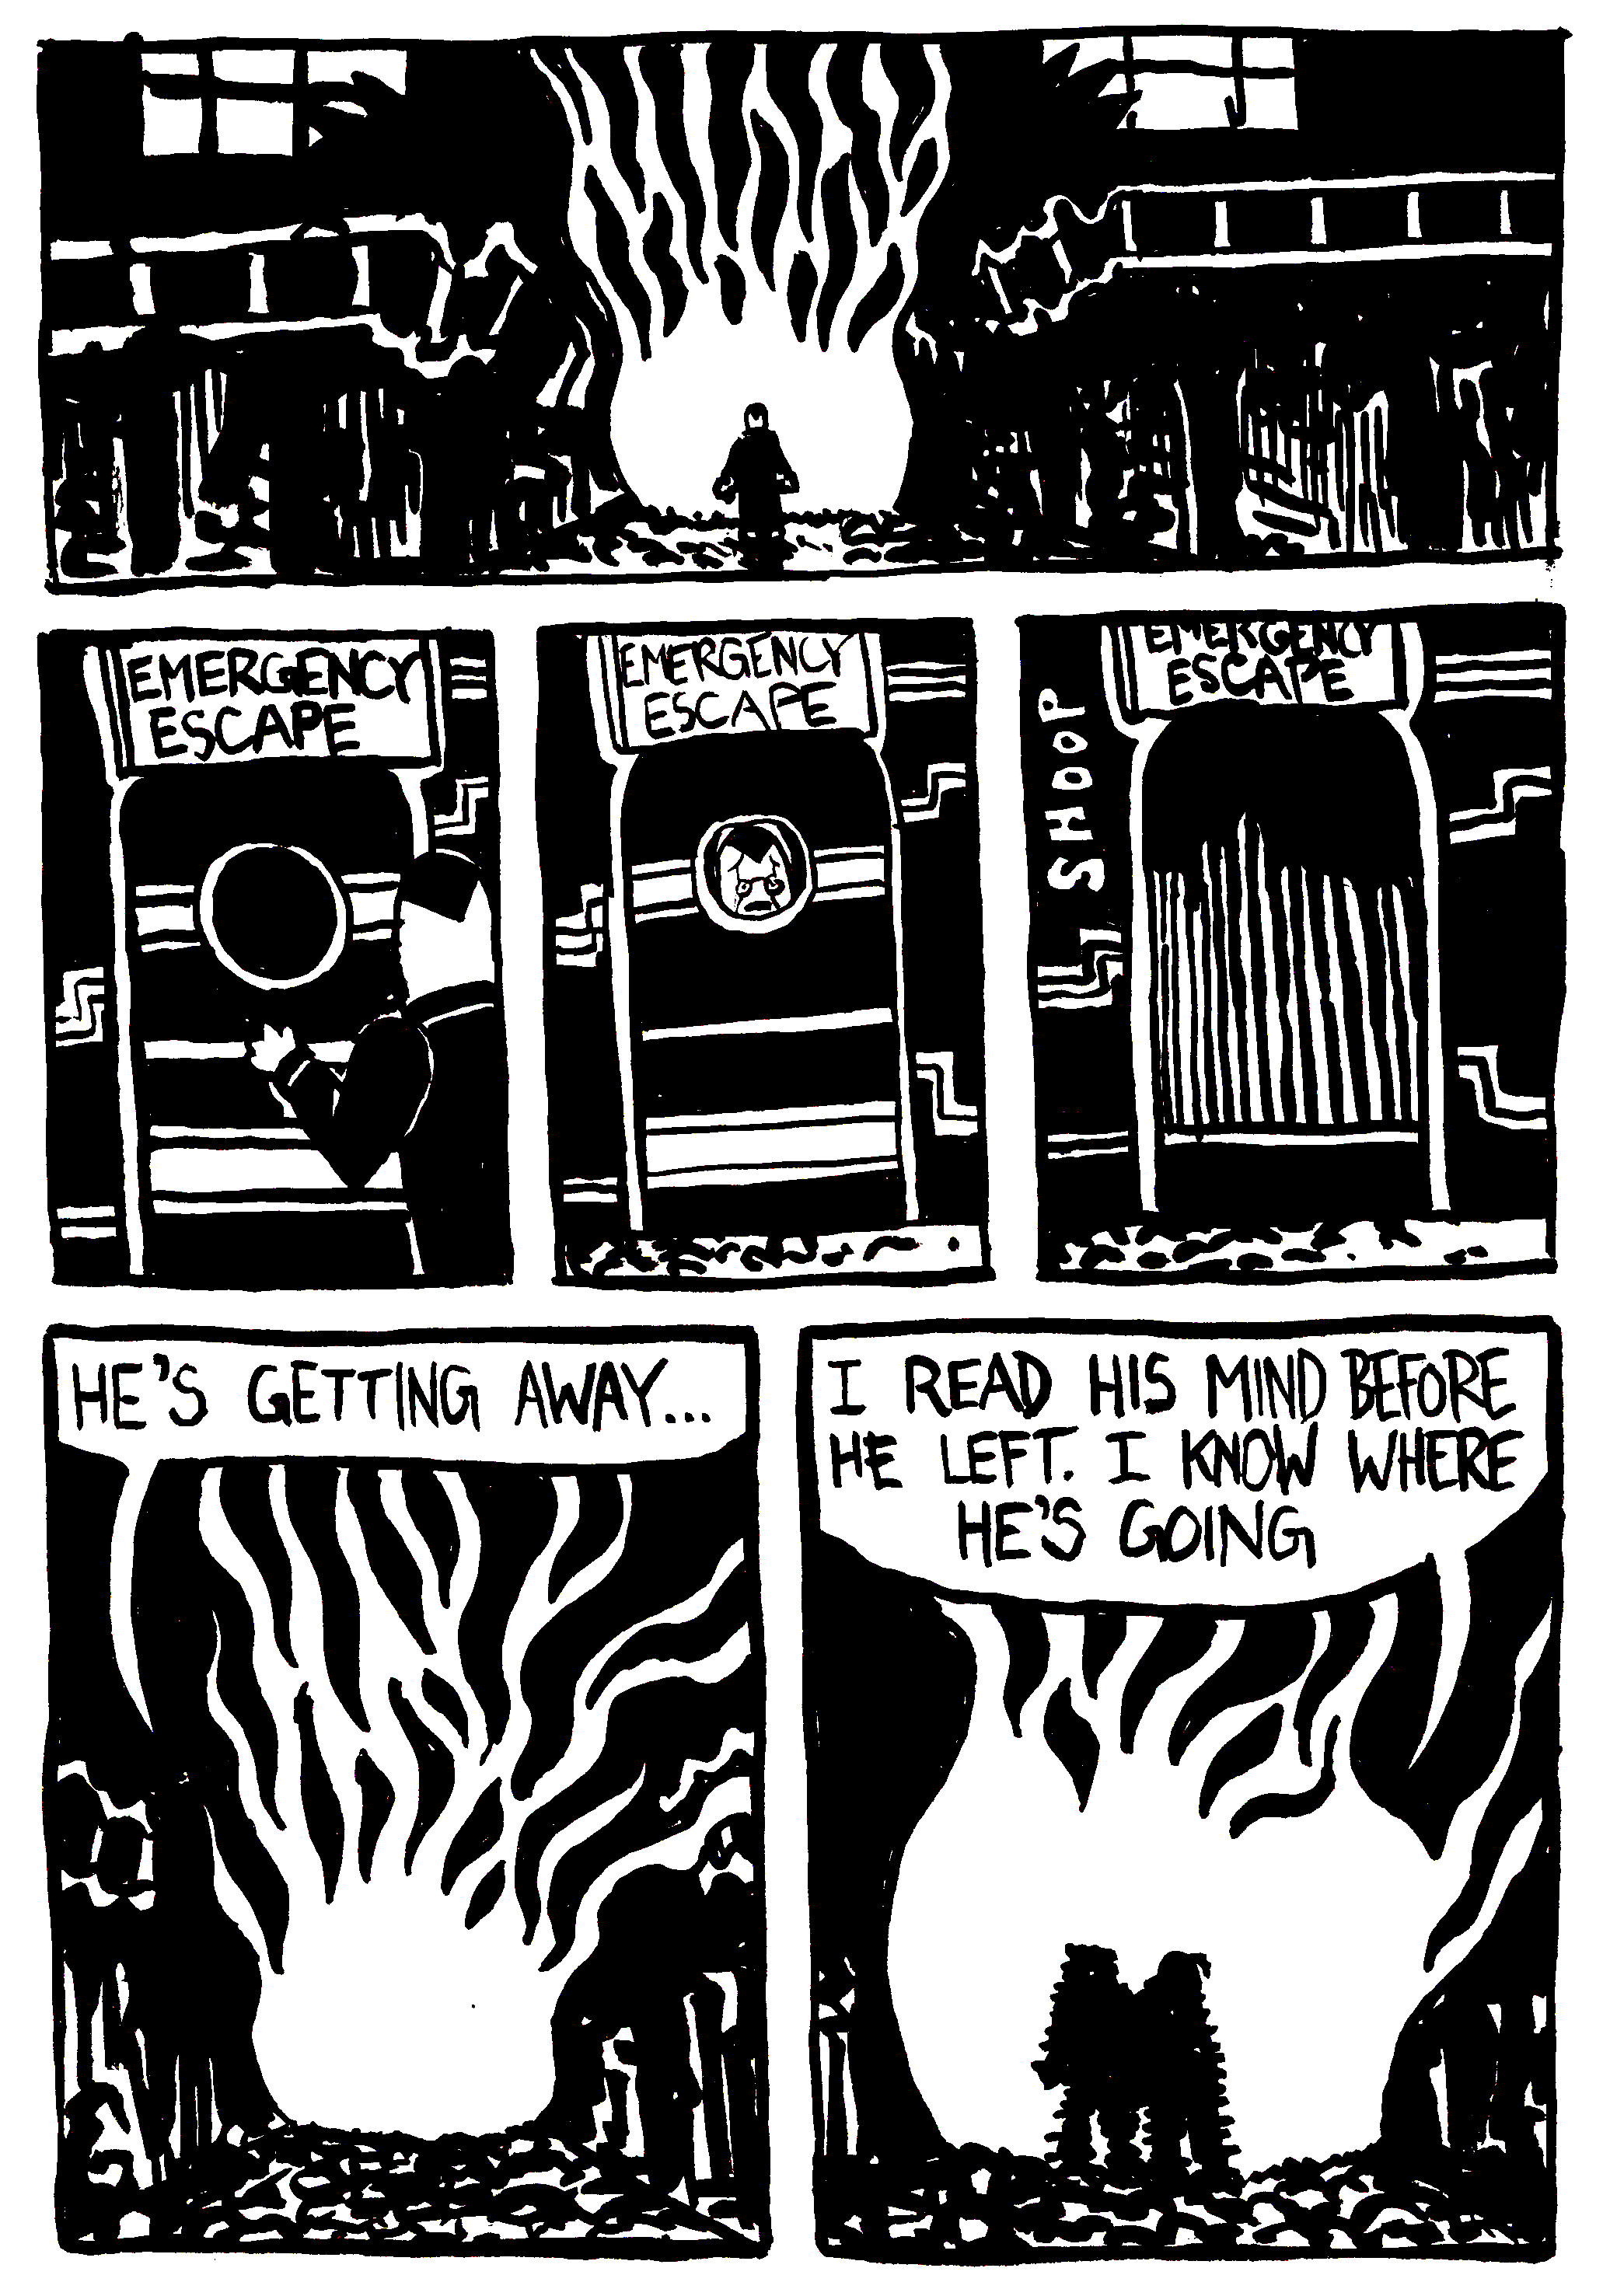 EMERGENCY
ESCAPE
EMERGENCY
ESCAPE
EMERGENCY
ESCAPE
SHOOP
HE'S GETTING AWAY...
I READ HIS MIND BEFORE
HE LEFT. I KNOW WHERE
HE'S GOING